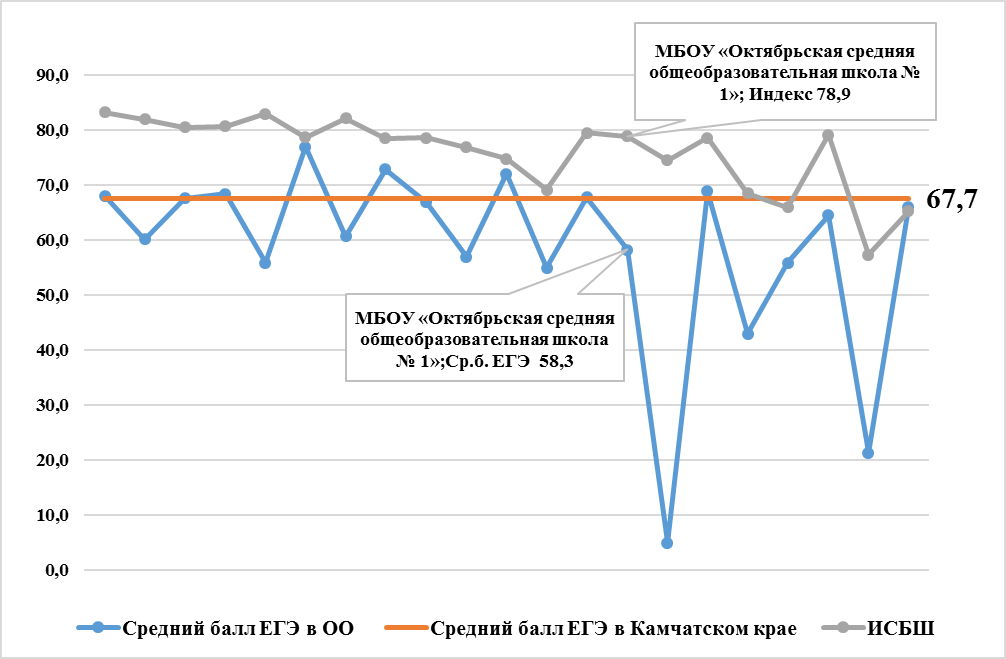 МБОУ «Октябрьская средняя
общеобразовательная школа №
1»; Индекс 78,9
90,0
80,0
70,0
67,7
60,0
50,0
МБОУ «Октябрьская средняя
общеобразовательная школа
№ 1»;Ср.б. ЕГЭ 58,3
40,0
30,0
20,0
10,0
0,0
Средний балл ЕГЭ в ОО
Средний балл ЕГЭ в Камчатском крае
ИСБШ